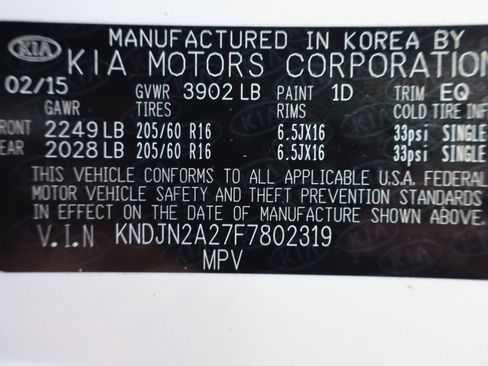 KIA MANUFACTURED IN KOREA BY
KIA MOTORS CORPORATION
02/15 GVWR 3902 LB PAINT 1D TRIM EQ
GAWR TIRES RIMS COLD TIRE INF
FRONT 2249 LB 205/60 R16 6.5JX16 33psi SINGLE
REAR 2028 LB 205/60 R16 6.5JX16 33psi SINGLE
THIS VEHICLE CONFORMS TO ALL APPLICABLE U.S.A. FEDERAL
MOTOR VEHICLE SAFETY AND THEFT PREVENTION STANDARDS
IN EFFECT ON THE DATE OF MANUFACTURE SHOWN ABOVE.
V.I.N KNDJN2A27F7802319
MPV